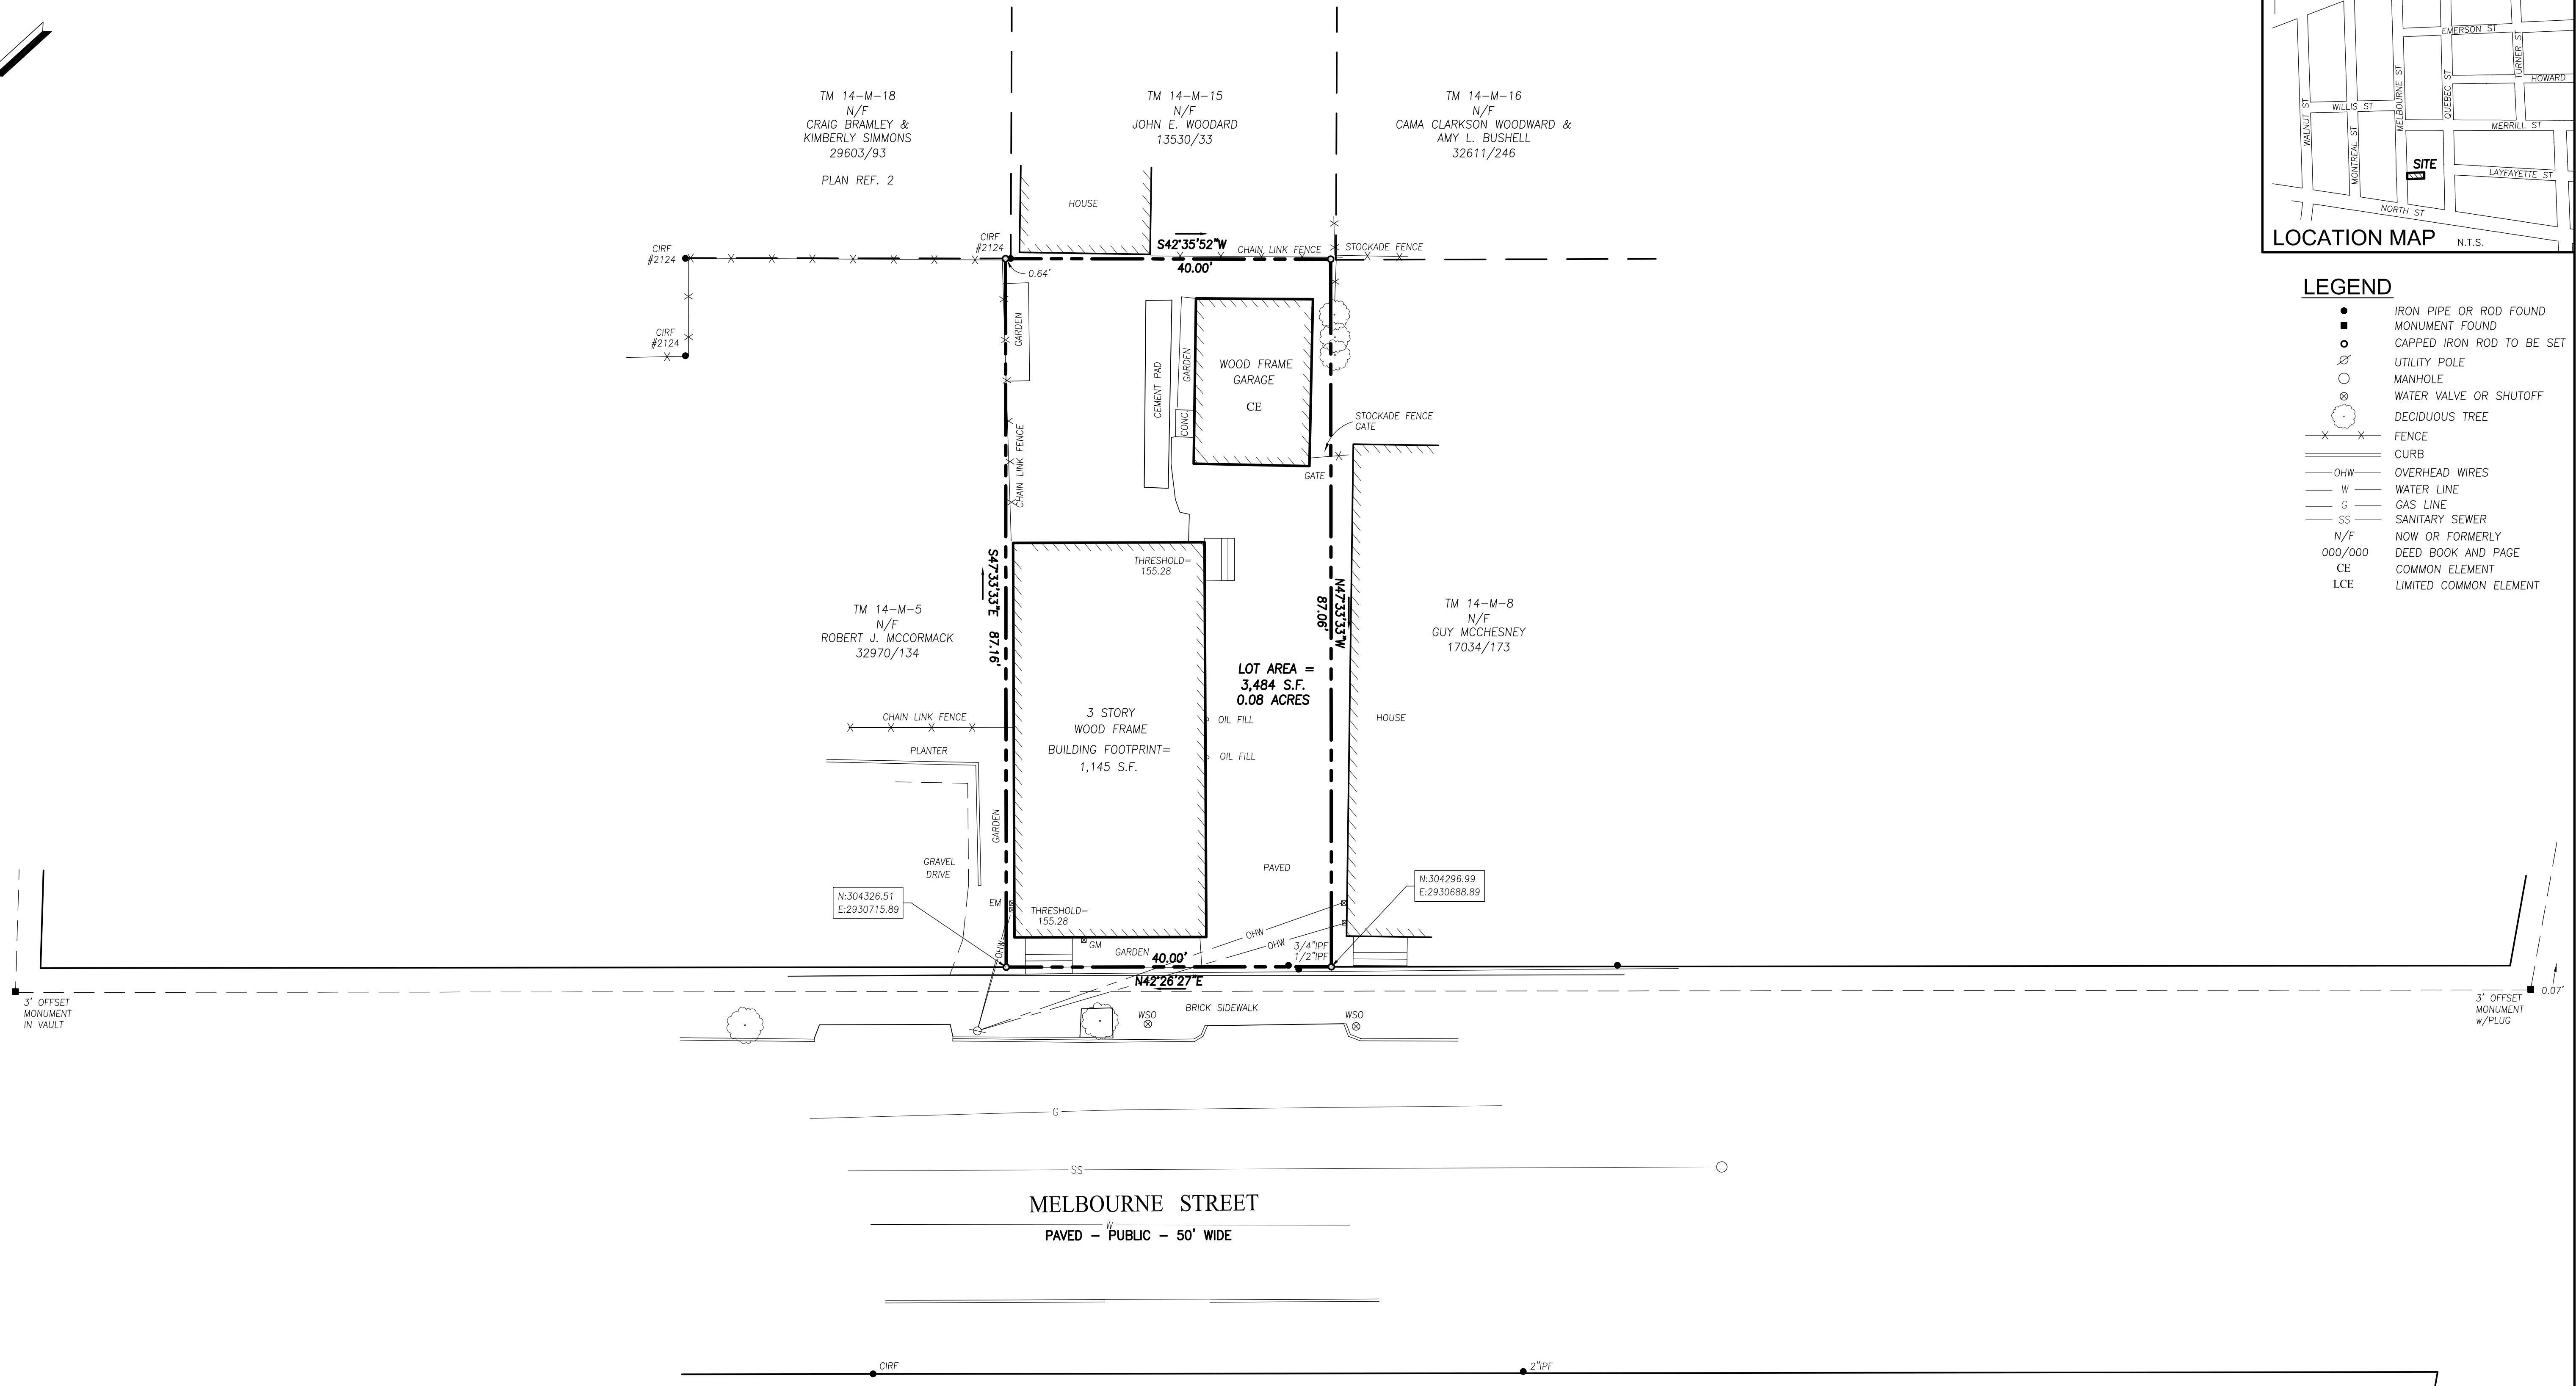 TM 14-M-18
N/F
CRAIG BRAMLEY &
KIMBERLY SIMMONS
29603/93
PLAN REF. 2
TM 14-M-15
N/F
JOHN E. WOODARD
13530/33
TM 14-M-16
N/F
CAMA CLARKSON WOODWARD &
AMY L. BUSHELL
32611/246
EMERSON ST
TURNER ST
HOWARD
MELBOURNE ST
QUEBEC ST
WILLIS ST
WALNUT ST
MERRILL ST
MONTREAL ST
SITE
LAYFAYETTE ST
NORTH ST
LOCATION MAP N.T.S.
HOUSE
CIRF
#2124
CIRF
#2124
S42°35'52"W
40.00'
CHAIN LINK FENCE
STOCKADE FENCE
0.64'
CIRF
#2124
GARDEN
CEMENT PAD
GARDEN
CONC.
WOOD FRAME
GARAGE
CE
STOCKADE FENCE
GATE
GATE
CHAIN LINK FENCE
LEGEND
IRON PIPE OR ROD FOUND
MONUMENT FOUND
CAPPED IRON ROD TO BE SET
UTILITY POLE
MANHOLE
WATER VALVE OR SHUTOFF
DECIDUOUS TREE
FENCE
CURB
OHW OVERHEAD WIRES
W WATER LINE
G GAS LINE
SS SANITARY SEWER
N/F NOW OR FORMERLY
000/000 DEED BOOK AND PAGE
CE COMMON ELEMENT
LCE LIMITED COMMON ELEMENT
THRESHOLD=
155.28
S47°33'33"E 87.16'
N47°33'33"W
87.06'
TM 14-M-5
N/F
ROBERT J. MCCORMACK
32970/134
TM 14-M-8
N/F
GUY MCCHESNEY
17034/173
LOT AREA =
3,484 S.F.
0.08 ACRES
3 STORY
WOOD FRAME
BUILDING FOOTPRINT=
1,145 S.F.
OIL FILL
OIL FILL
HOUSE
CHAIN LINK FENCE
PLANTER
GARDEN
GRAVEL
DRIVE
PAVED
N:304326.51
E:2930715.89
N:304296.99
E:2930688.89
EM
THRESHOLD=
155.28
OHW
GM
GARDEN
OHW
OHW
3/4"IPF
1/2"IPF
40.00'
N42°26'27"E
3' OFFSET
MONUMENT
IN VAULT
WSO
BRICK SIDEWALK
WSO
3' OFFSET
MONUMENT
w/PLUG
0.07'
G
SS
MELBOURNE STREET
W
PAVED - PUBLIC - 50' WIDE
CIRF
2"IPF